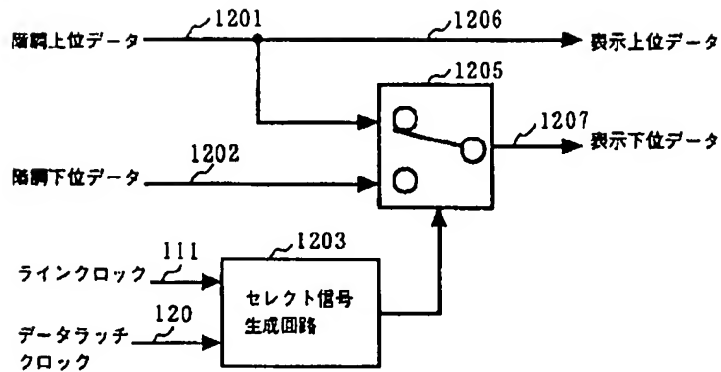 階調上位データ 1201 1206 表示上位データ
1205
1207 表示下位データ
階調下位データ 1202
1203
ラインクロック 111
セレクト信号
生成回路
データラッチ 120
クロック